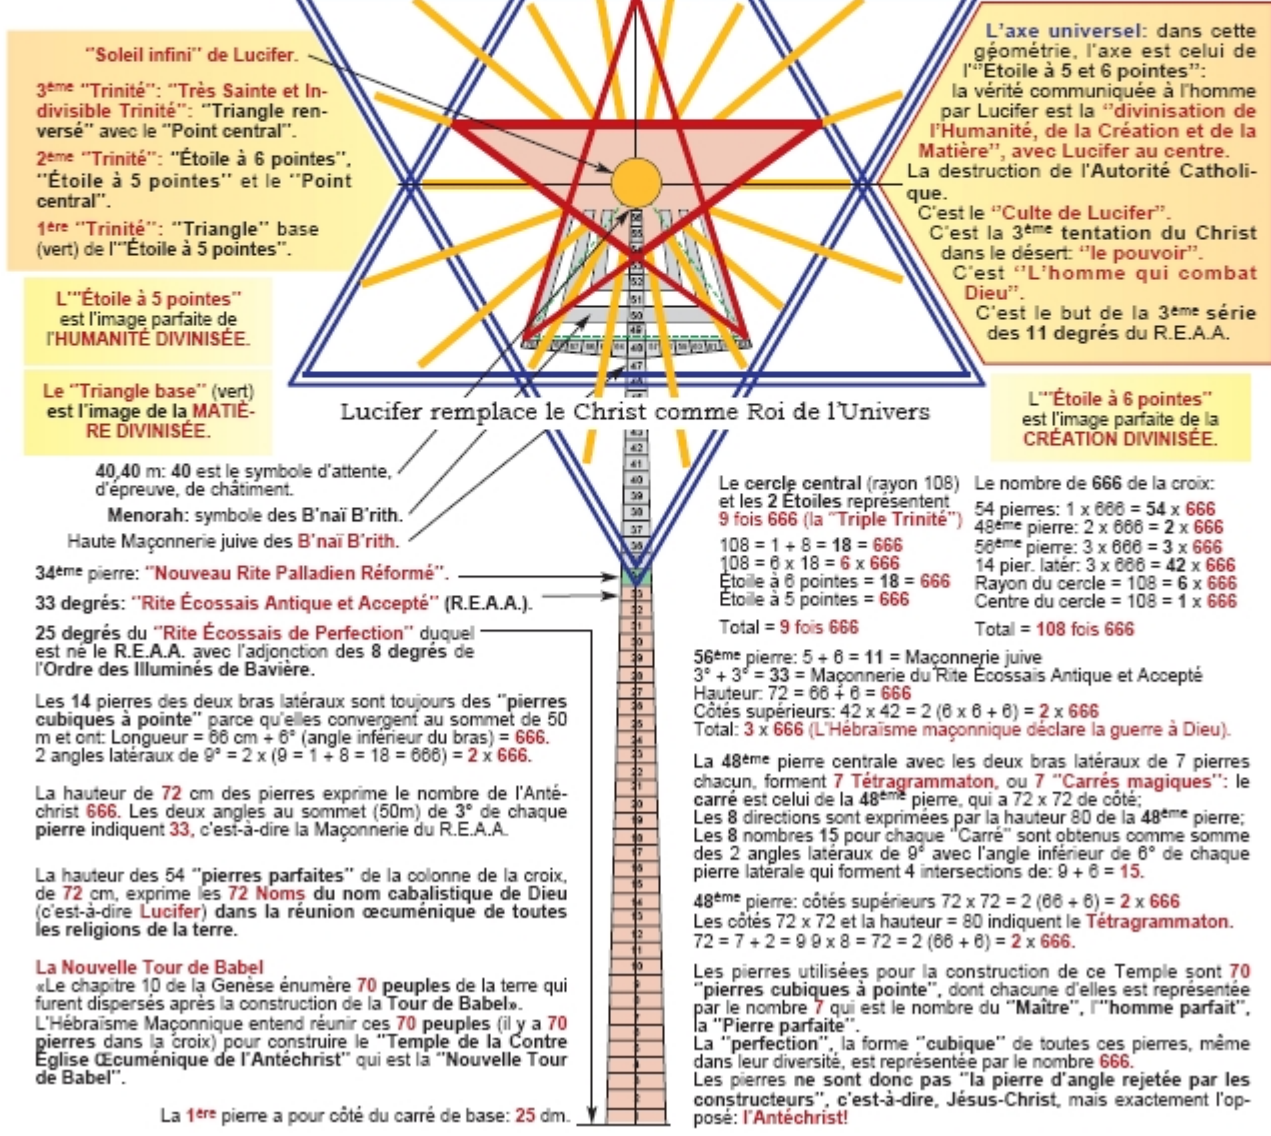 "Soleil infini" de Lucifer.
3ème "Trinité": "Très Sainte et In-
divisible Trinité": "Triangle ren-
versé" avec le "Point central".
2ème "Trinité": "Étoile à 6 pointes",
"Étoile à 5 pointes" et le "Point
central".
1ère "Trinité": "Triangle" base
(vert) de l'"Étoile à 5 pointes".
L'"Étoile à 5 pointes"
est l'image parfaite de
l'HUMANITÉ DIVINISÉE.
Le "Triangle base" (vert)
est l'image de la MATIÈ-
RE DIVINISÉE.
L'axe universel: dans cette
géométrie, l'axe est celui de
l'"Étoile à 5 et 6 pointes":
la vérité communiquée à l'homme
par Lucifer est la "divinisation de
l'Humanité, de la Création et de la
Matière", avec Lucifer au centre.
La destruction de l'Autorité Catholi-
que.
C'est le "Culte de Lucifer".
C'est la 3ème tentation du Christ
dans le désert: "le pouvoir".
C'est "L'homme qui combat
Dieu".
C'est le but de la 3ème série
des 11 degrés du R.E.A.A.
L'"Étoile à 6 pointes"
est l'image parfaite de la
CRÉATION DIVINISÉE.
Lucifer remplace le Christ comme Roi de l'Univers
40,40 m: 40 est le symbole d'attente,
d'épreuve, de châtiment.
Menorah: symbole des B'naï B'rith.
Haute Maçonnerie juive des B'naï B'rith.
34ème pierre: "Nouveau Rite Palladien Réformé".
33 degrés: "Rite Écossais Antique et Accepté" (R.E.A.A.).
25 degrés du "Rite Écossais de Perfection" duquel
est né le R.E.A.A. avec l'adjonction des 8 degrés de
l'Ordre des Illuminés de Bavière.
Les 14 pierres des deux bras latéraux sont toujours des "pierres
cubiques à pointe" parce qu'elles convergent au sommet de 50
m et ont: Longueur = 66 cm + 6° (angle inférieur du bras) = 666.
2 angles latéraux de 9° = 2 x (9 = 1 + 8 = 18 = 666) = 2 x 666.
La hauteur de 72 cm des pierres exprime le nombre de l'Anté-
christ 666. Les deux angles au sommet (50m) de 3° de chaque
pierre indiquent 33, c'est-à-dire la Maçonnerie du R.E.A.A.
La hauteur des 54 "pierres parfaites" de la colonne de la croix,
de 72 cm, exprime les 72 Noms du nom cabalistique de Dieu
(c'est-à-dire Lucifer) dans la réunion œcuménique de toutes
les religions de la terre.
La Nouvelle Tour de Babel
«Le chapitre 10 de la Genèse énumère 70 peuples de la terre qui
furent dispersés après la construction de la Tour de Babel».
L'Hébraïsme Maçonnique entend réunir ces 70 peuples (il y a 70
pierres dans la croix) pour construire le "Temple de la Contre
Église Œcuménique de l'Antéchrist" qui est la "Nouvelle Tour
de Babel".
La 1ère pierre a pour côté du carré de base: 25 dm.
Le cercle central (rayon 108)
et les 2 Étoiles représentent
9 fois 666 (la "Triple Trinité")
108 = 1 + 8 = 18 = 666
108 = 6 x 18 = 6 x 666
Étoile à 6 pointes = 18 = 666
Étoile à 5 pointes = 666
Total = 9 fois 666
Le nombre de 666 de la croix:
54 pierres: 1 x 666 = 54 x 666
48ème pierre: 2 x 666 = 2 x 666
56ème pierre: 3 x 666 = 3 x 666
14 pier. latér: 3 x 666 = 42 x 666
Rayon du cercle = 108 = 6 x 666
Centre du cercle = 108 = 1 x 666
Total = 108 fois 666
56ème pierre: 5 + 6 = 11 = Maçonnerie juive
3° + 3° = 33 = Maçonnerie du Rite Écossais Antique et Accepté
Hauteur: 72 = 66 + 6 = 666
Côtés supérieurs: 42 x 42 = 2 (6 x 6 + 6) = 2 x 666
Total: 3 x 666 (L'Hébraïsme maçonnique déclare la guerre à Dieu).
La 48ème pierre centrale avec les deux bras latéraux de 7 pierres
chacun, forment 7 Tétragrammaton, ou 7 "Carrés magiques": le
carré est celui de la 48ème pierre, qui a 72 x 72 de côté;
Les 8 directions sont exprimées par la hauteur 80 de la 48ème pierre;
Les 8 nombres 15 pour chaque "Carré" sont obtenus comme somme
des 2 angles latéraux de 9° avec l'angle inférieur de 6° de chaque
pierre latérale qui forment 4 intersections de: 9 + 6 = 15.
48ème pierre: côtés supérieurs 72 x 72 = 2 (66 + 6) = 2 x 666
Les côtés 72 x 72 et la hauteur = 80 indiquent le Tétragrammaton.
72 = 7 + 2 = 9 9 x 8 = 72 = 2 (66 + 6) = 2 x 666.
Les pierres utilisées pour la construction de ce Temple sont 70
"pierres cubiques à pointe", dont chacune d'elles est représentée
par le nombre 7 qui est le nombre du "Maître", l'"homme parfait",
la "Pierre parfaite".
La "perfection", la forme "cubique" de toutes ces pierres, même
dans leur diversité, est représentée par le nombre 666.
Les pierres ne sont donc pas "la pierre d'angle rejetée par les
constructeurs", c'est-à-dire, Jésus-Christ, mais exactement l'op-
posé: l'Antéchrist!
52
51
50
49
48
47
42
41
40
39
38
37
36